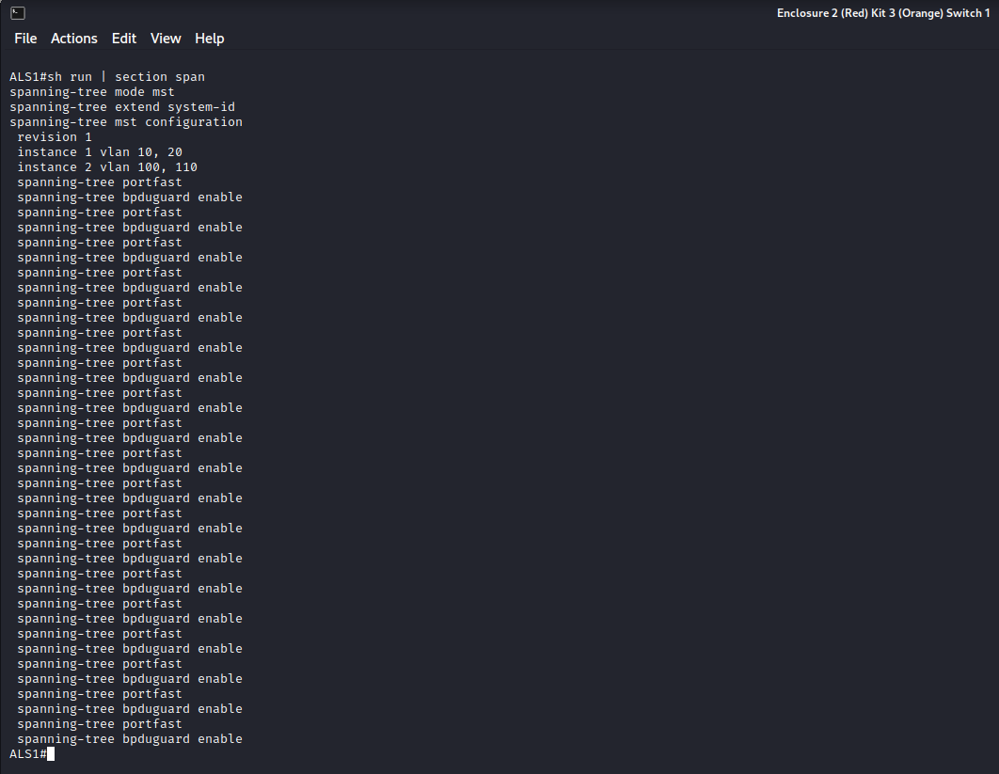 Enclosure 2 (Red) Kit 3 (Orange) Switch 1
File Actions Edit View Help
ALS1#sh run | section span
spanning-tree mode mst
spanning-tree extend system-id
spanning-tree mst configuration
 revision 1
 instance 1 vlan 10, 20
 instance 2 vlan 100, 110
 spanning-tree portfast
 spanning-tree bpduguard enable
 spanning-tree portfast
 spanning-tree bpduguard enable
 spanning-tree portfast
 spanning-tree bpduguard enable
 spanning-tree portfast
 spanning-tree bpduguard enable
 spanning-tree portfast
 spanning-tree bpduguard enable
 spanning-tree portfast
 spanning-tree bpduguard enable
 spanning-tree portfast
 spanning-tree bpduguard enable
 spanning-tree portfast
 spanning-tree bpduguard enable
 spanning-tree portfast
 spanning-tree bpduguard enable
 spanning-tree portfast
 spanning-tree bpduguard enable
 spanning-tree portfast
 spanning-tree bpduguard enable
 spanning-tree portfast
 spanning-tree bpduguard enable
 spanning-tree portfast
 spanning-tree bpduguard enable
 spanning-tree portfast
 spanning-tree bpduguard enable
 spanning-tree portfast
 spanning-tree bpduguard enable
 spanning-tree portfast
 spanning-tree bpduguard enable
 spanning-tree portfast
 spanning-tree bpduguard enable
 spanning-tree portfast
 spanning-tree bpduguard enable
 spanning-tree portfast
 spanning-tree bpduguard enable
ALS1#